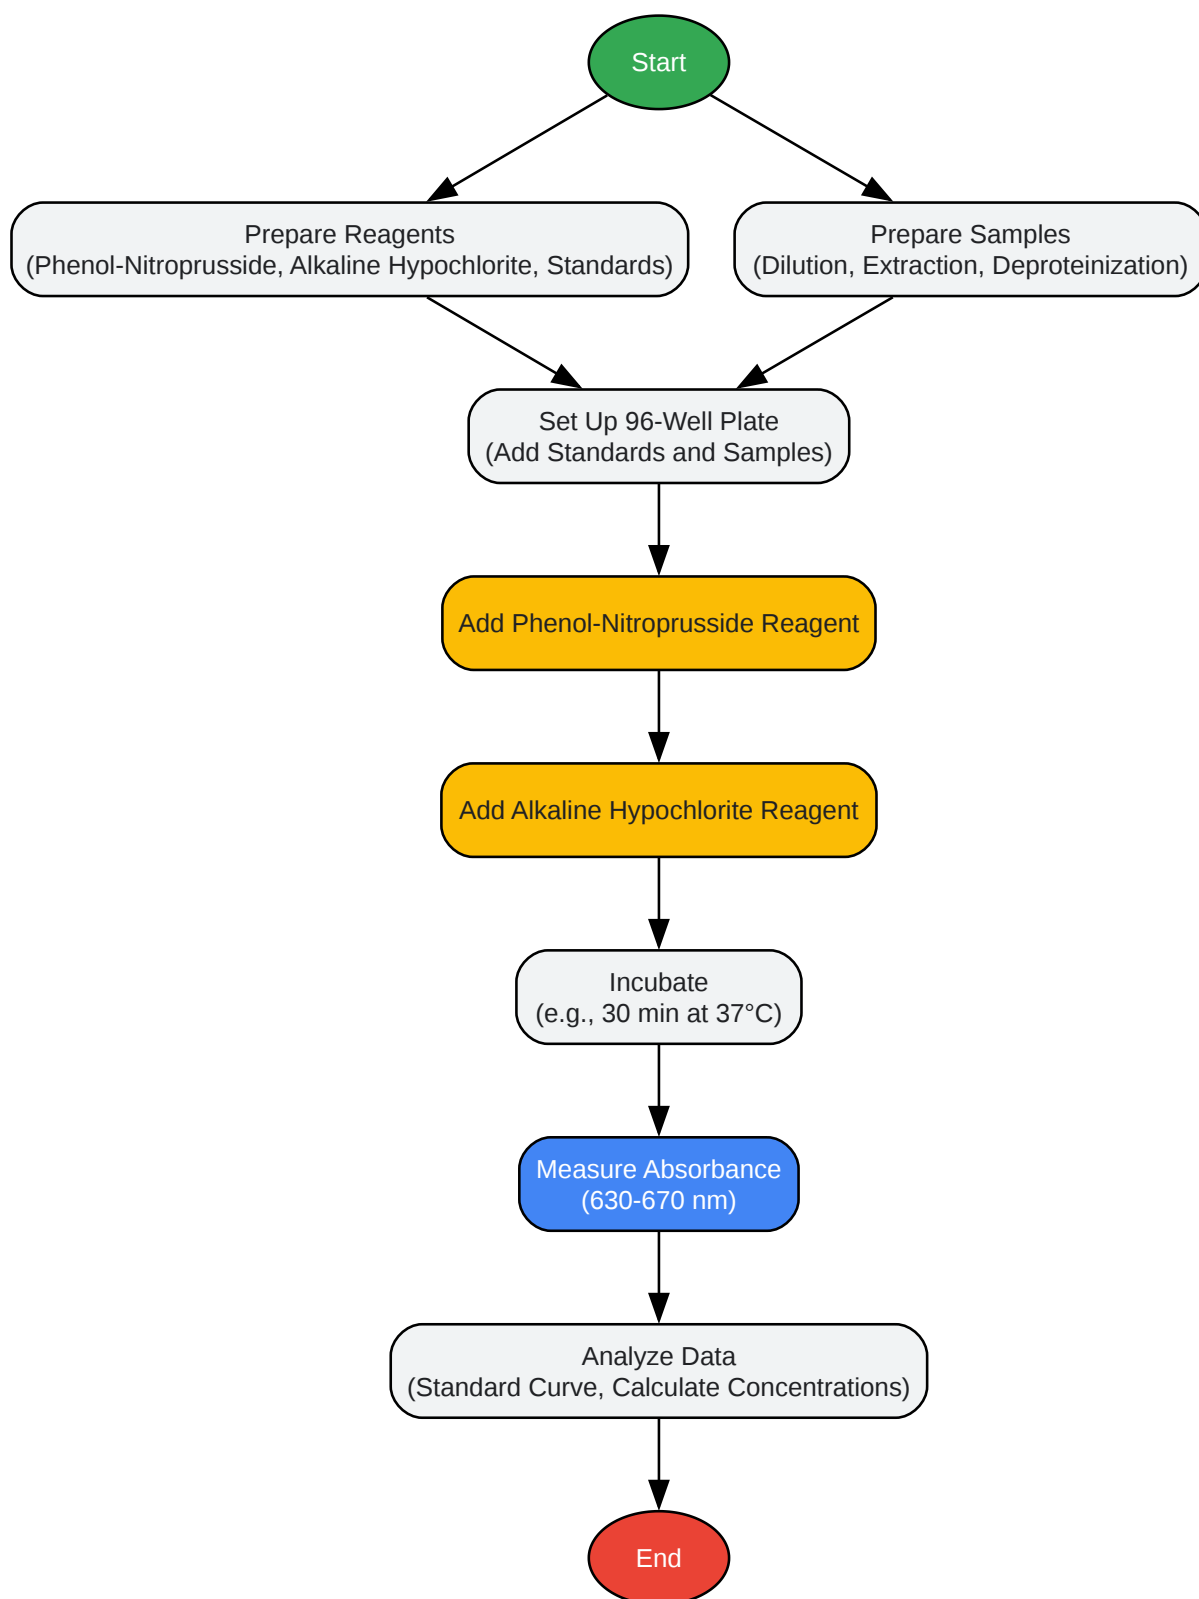 Start
Prepare Reagents
(Phenol-Nitroprusside, Alkaline Hypochlorite, Standards)
Prepare Samples
(Dilution, Extraction, Deproteinization)
Set Up 96-Well Plate
(Add Standards and Samples)
Add Phenol-Nitroprusside Reagent
Add Alkaline Hypochlorite Reagent
Incubate
(e.g., 30 min at 37°C)
Measure Absorbance
(630-670 nm)
Analyze Data
(Standard Curve, Calculate Concentrations)
End